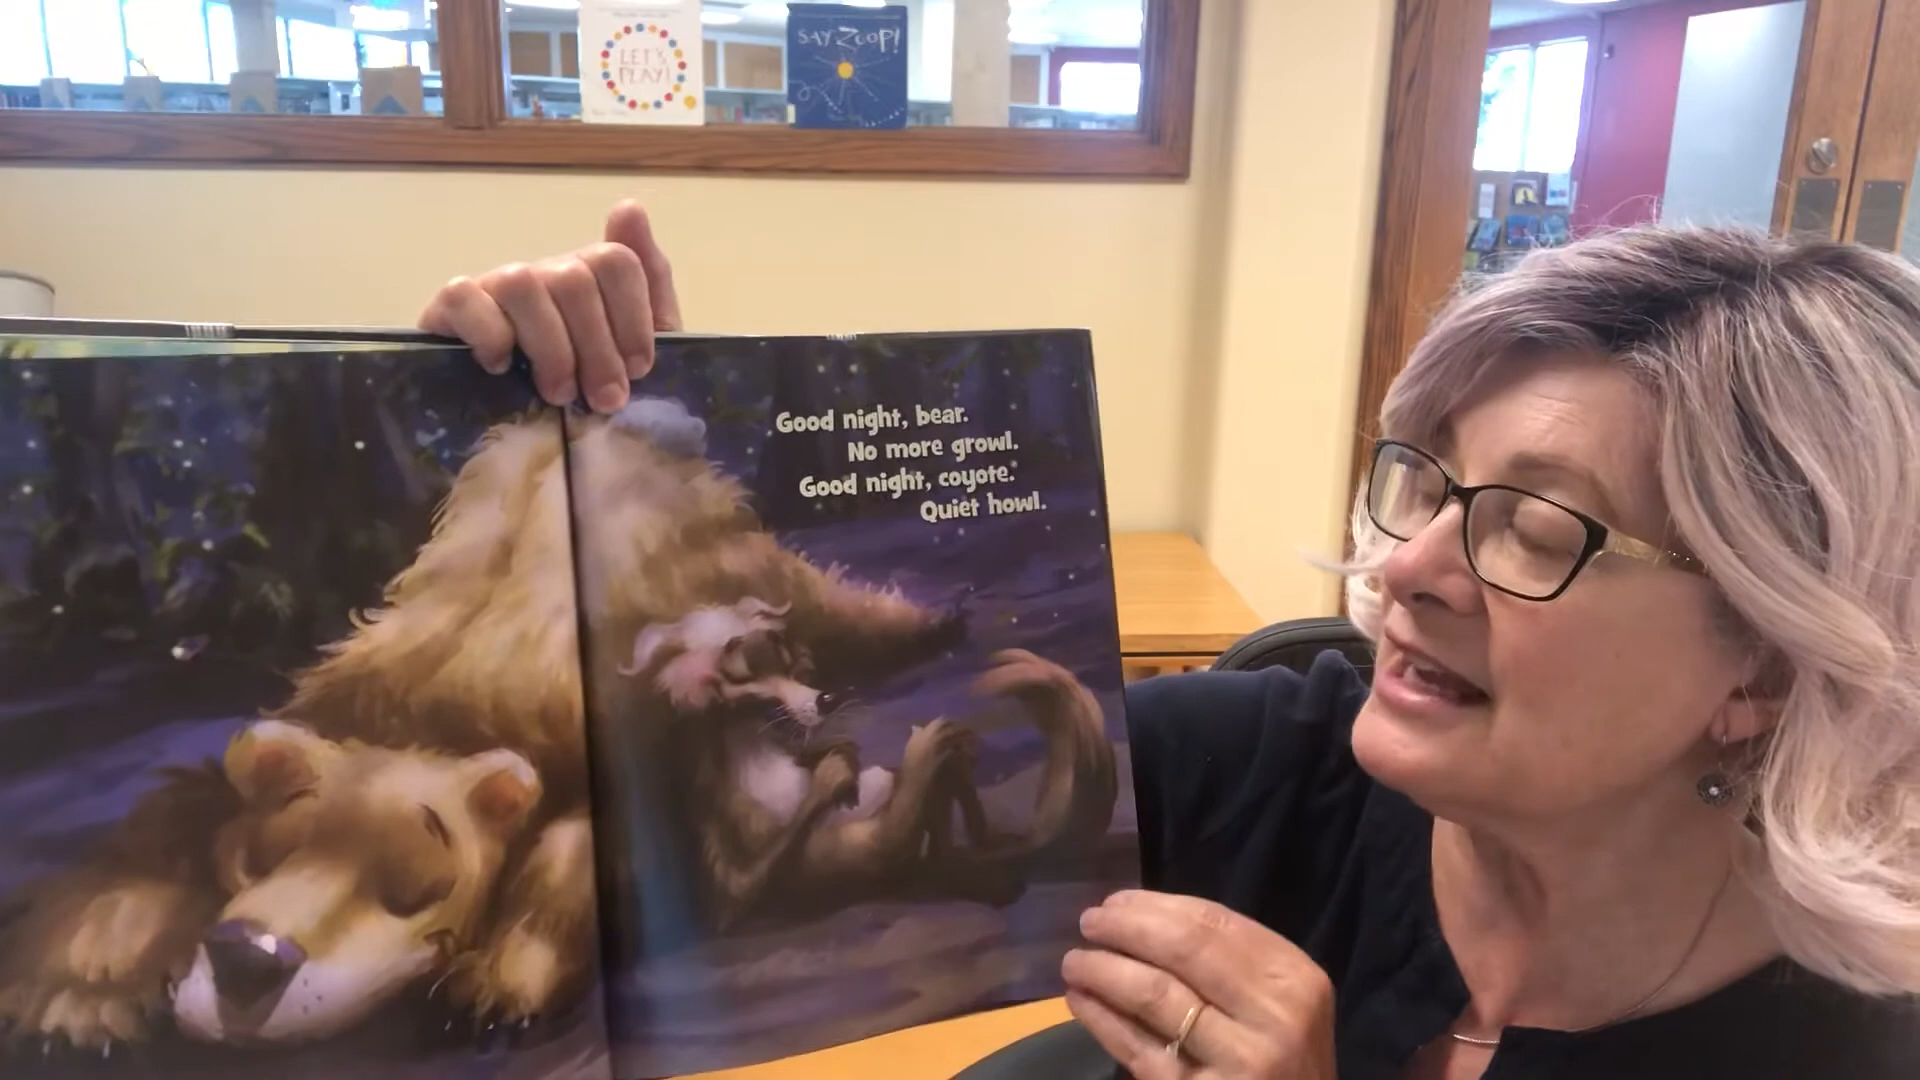 LET'S
PLAY!
SAY ZOOP!
Good night, bear.
No more growl.
Good night, coyote.
Quiet howl.